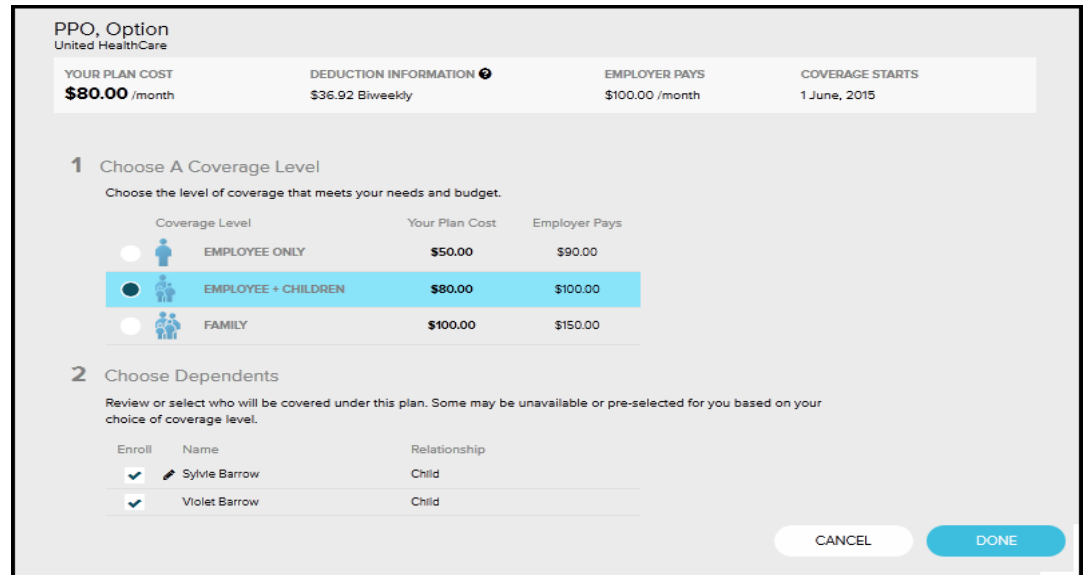 PPO, Option
United HealthCare
YOUR PLAN COST DEDUCTION INFORMATION ? EMPLOYER PAYS COVERAGE STARTS
$80.00 /month $36.92 Biweekly $100.00 /month 1 June, 2015
1 Choose A Coverage Level
Choose the level of coverage that meets your needs and budget.
Coverage Level Your Plan Cost Employer Pays
EMPLOYEE ONLY $50.00 $90.00
EMPLOYEE + CHILDREN $80.00 $100.00
FAMILY $100.00 $150.00
2 Choose Dependents
Review or select who will be covered under this plan. Some may be unavailable or pre-selected for you based on your
choice of coverage level.
Enroll Name Relationship
Sylvie Barrow Child
Violet Barrow Child
CANCEL DONE